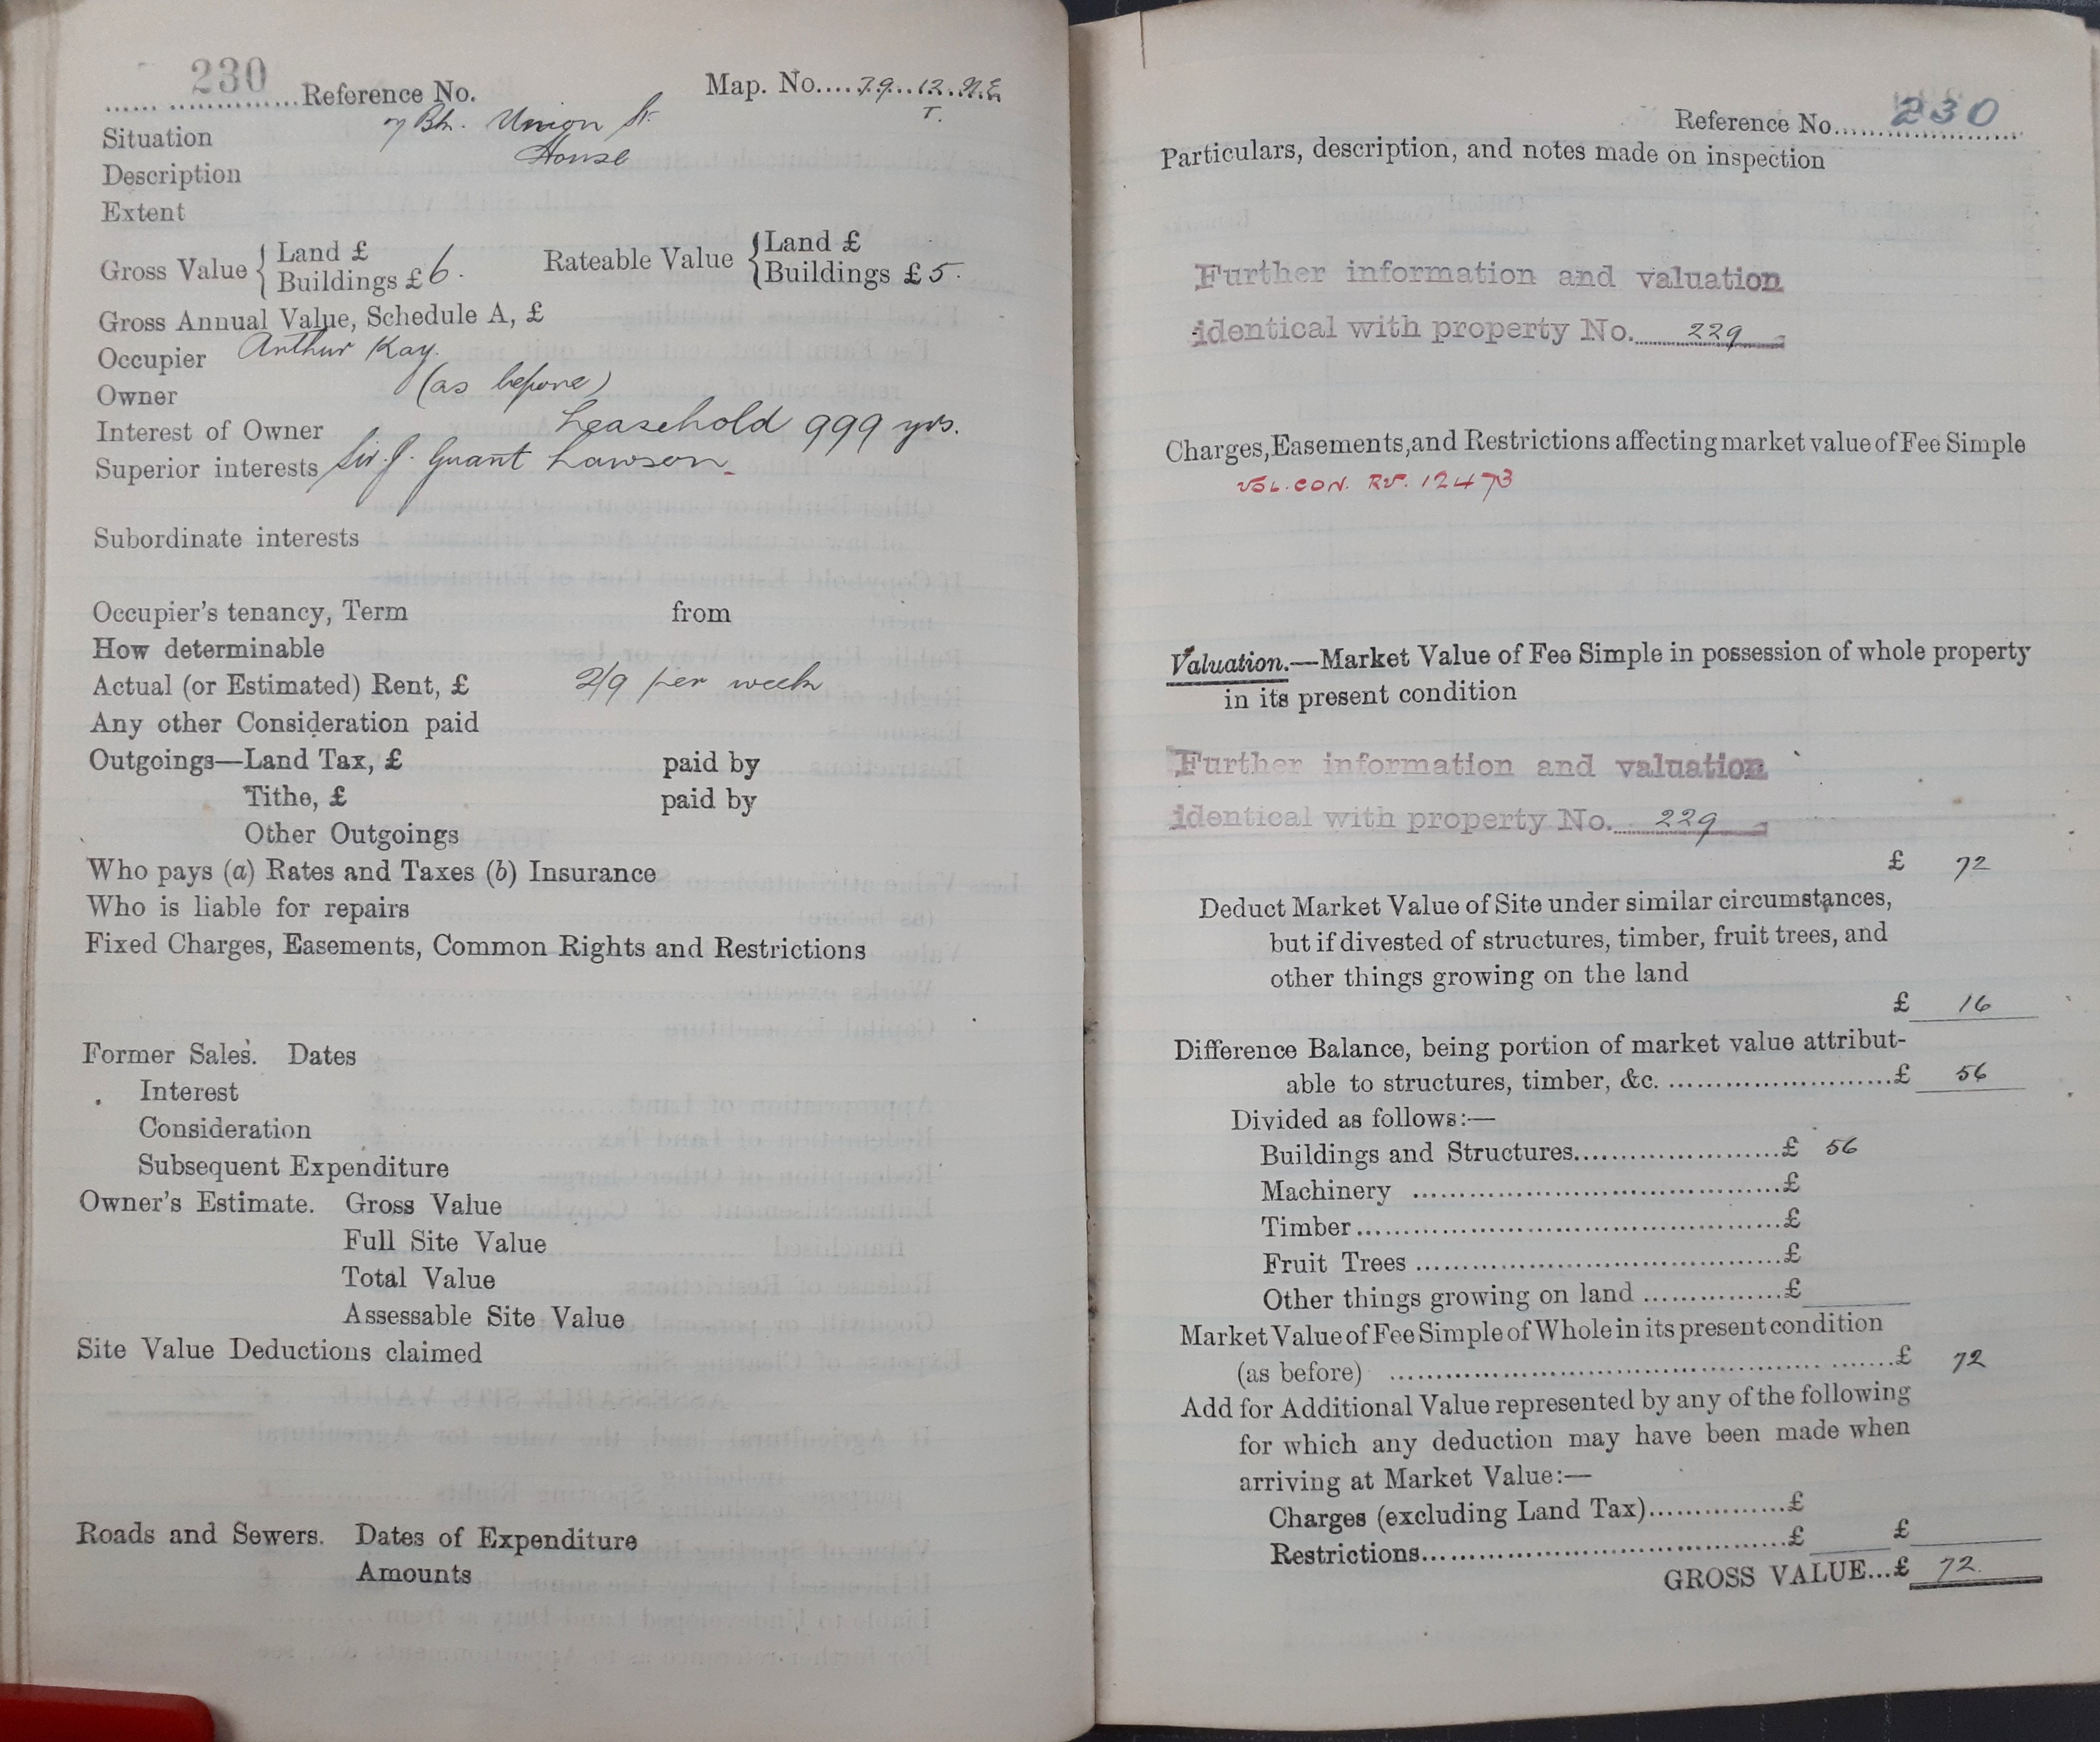 230 Reference No. Map. No....79..12..N.E.
T.
Situation 7 Bk. Union St.
Description House
Extent
Gross Value { Land £
Buildings £ 6.
Rateable Value { Land £
Buildings £ 5.
Gross Annual Value, Schedule A, £
Occupier Arthur Kay.
Owner (as before)
Interest of Owner Leasehold 999 yrs.
Superior interests Sir J. Grant Lawson
Subordinate interests
Occupier's tenancy, Term from
How determinable
Actual (or Estimated) Rent, £ 2/9 per week
Any other Consideration paid
Outgoings—Land Tax, £ paid by
Tithe, £ paid by
Other Outgoings
Who pays (a) Rates and Taxes (b) Insurance
Who is liable for repairs
Fixed Charges, Easements, Common Rights and Restrictions
Former Sales. Dates
Interest
Consideration
Subsequent Expenditure
Owner's Estimate. Gross Value
Full Site Value
Total Value
Assessable Site Value
Site Value Deductions claimed
Roads and Sewers. Dates of Expenditure
Amounts
Reference No. 230
Particulars, description, and notes made on inspection
Further information and valuation
identical with property No. 229
Charges, Easements, and Restrictions affecting market value of Fee Simple
VOL. CON. RV. 12473
Valuation.—Market Value of Fee Simple in possession of whole property
in its present condition
Further information and valuation
identical with property No. 229
£ 72
Deduct Market Value of Site under similar circumstances,
but if divested of structures, timber, fruit trees, and
other things growing on the land
£ 16
Difference Balance, being portion of market value attribut-
able to structures, timber, &c. £ 56
Divided as follows:—
Buildings and Structures £ 56
Machinery £
Timber £
Fruit Trees £
Other things growing on land £
Market Value of Fee Simple of Whole in its present condition
(as before) £ 72
Add for Additional Value represented by any of the following
for which any deduction may have been made when
arriving at Market Value:—
Charges (excluding Land Tax) £
Restrictions £ £
GROSS VALUE...£ 72